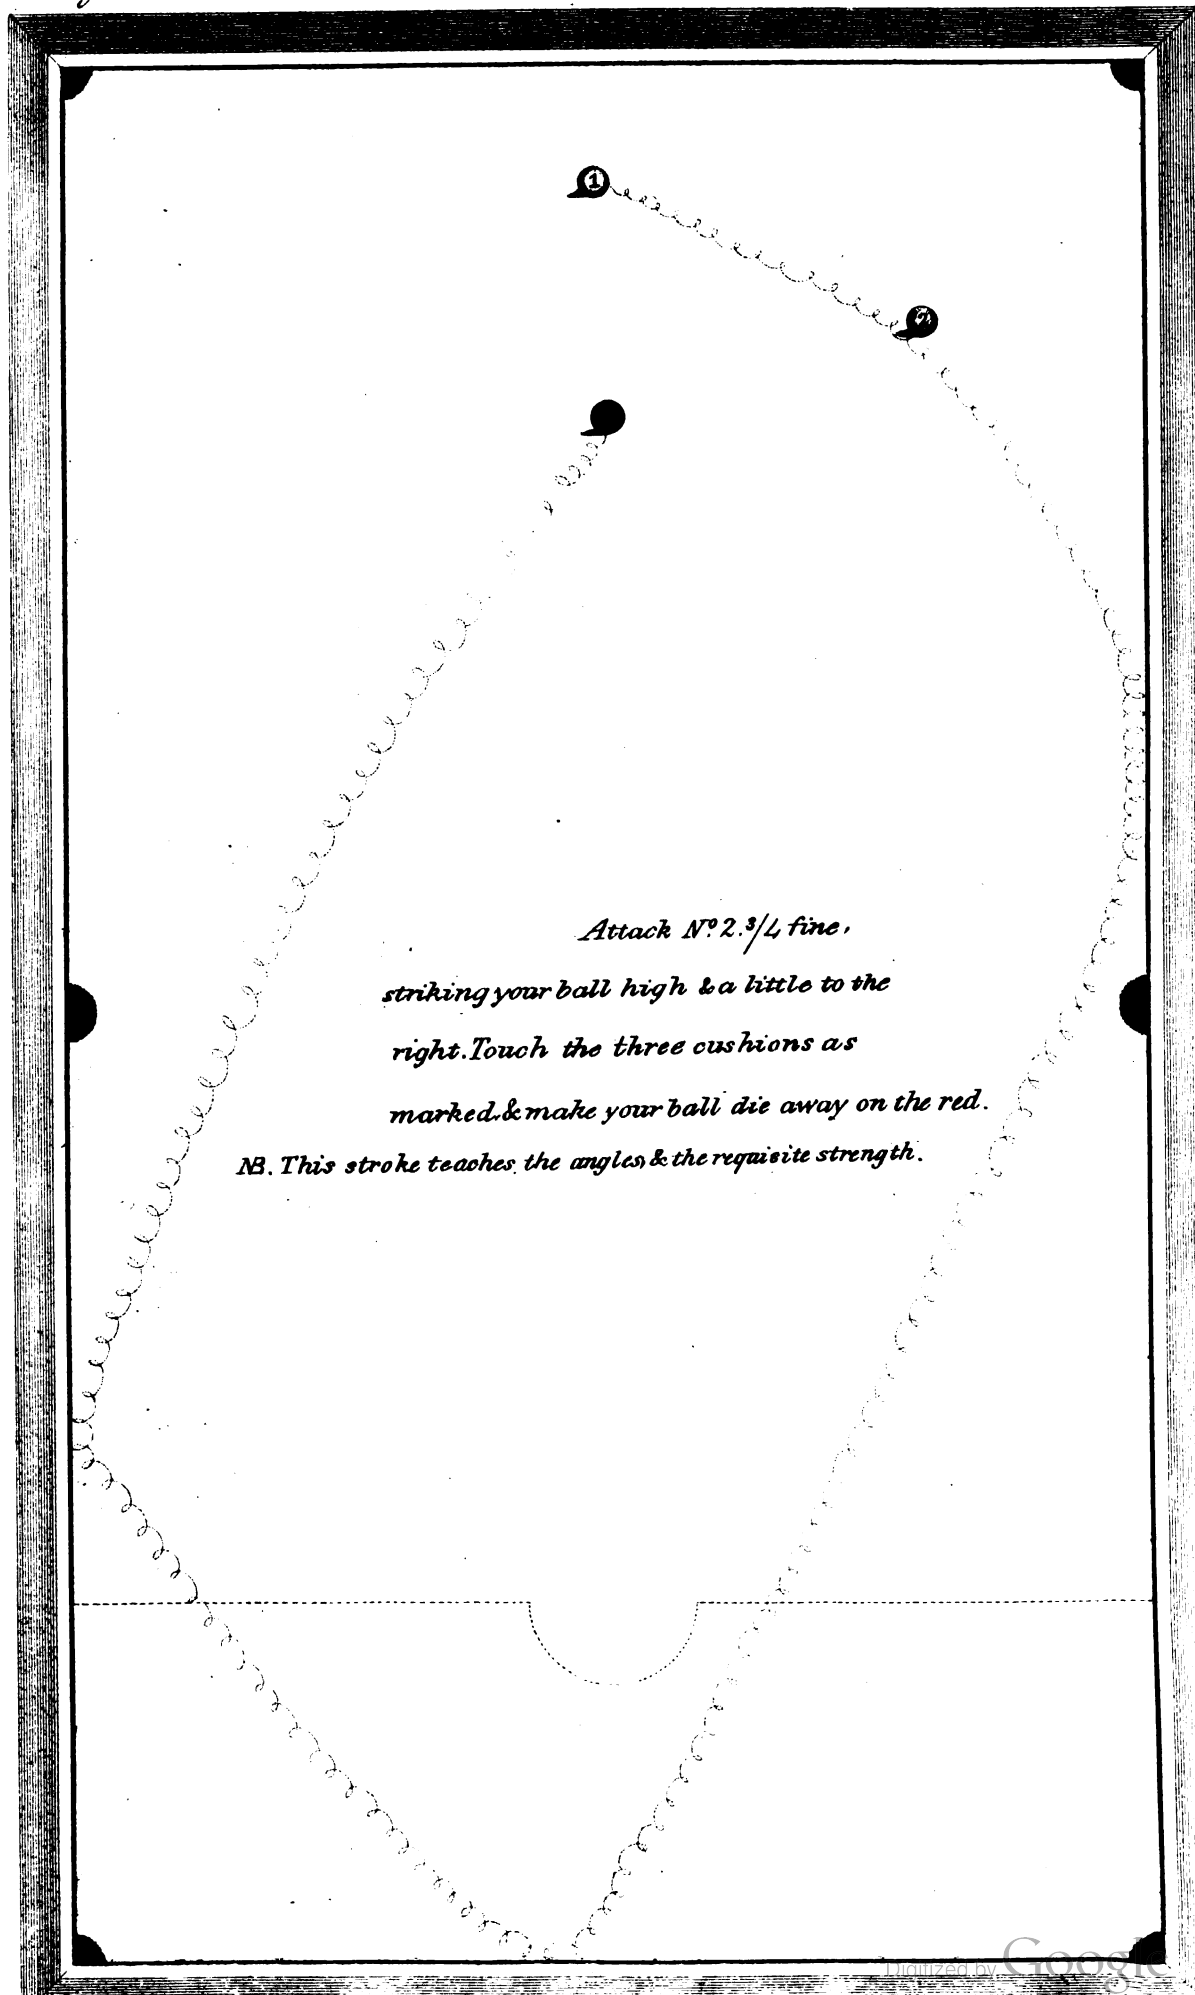 1
2
Attack Nº 2. 3/4 fine,
striking your ball high & a little to the
right. Touch the three cushions as
marked, & make your ball die away on the red.
NB. This stroke teaches, the angles, & the requisite strength.
Digitized by Google